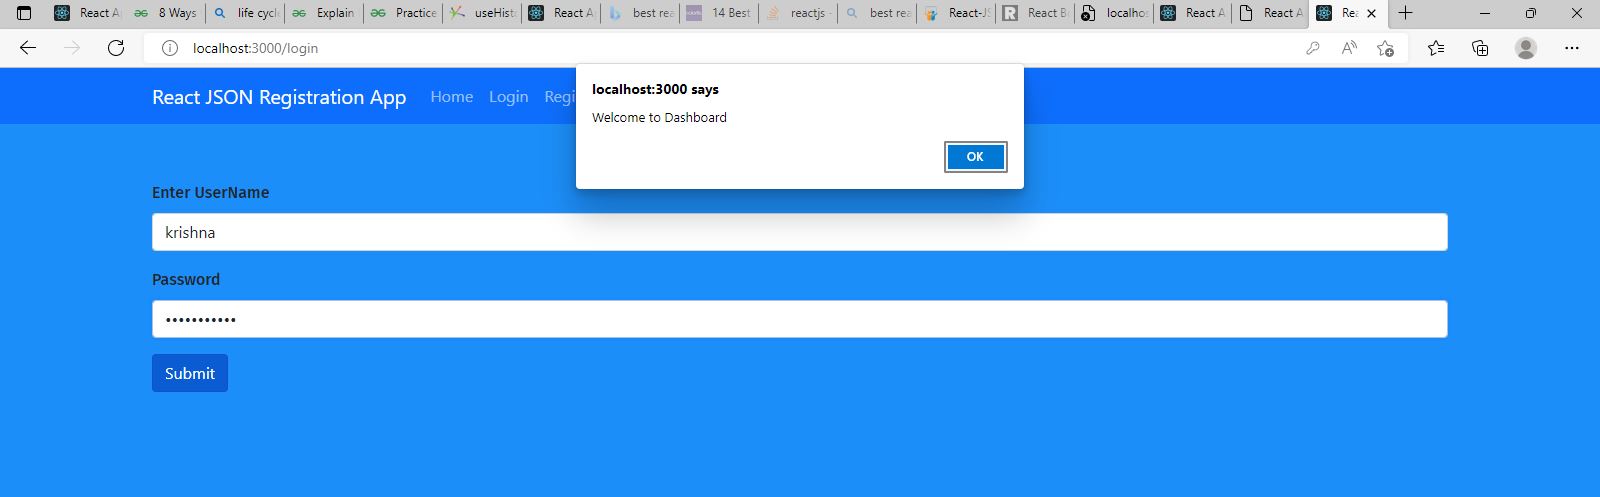 React A 8 Ways life cycl Explain Practice useHist React A best rea 14 Best reactjs - best rea React-JS React B localhos React A React A Rea
localhost:3000/login
localhost:3000 says
Welcome to Dashboard
OK
React JSON Registration App Home Login Regi
Enter UserName
krishna
Password
•••••••••••
Submit